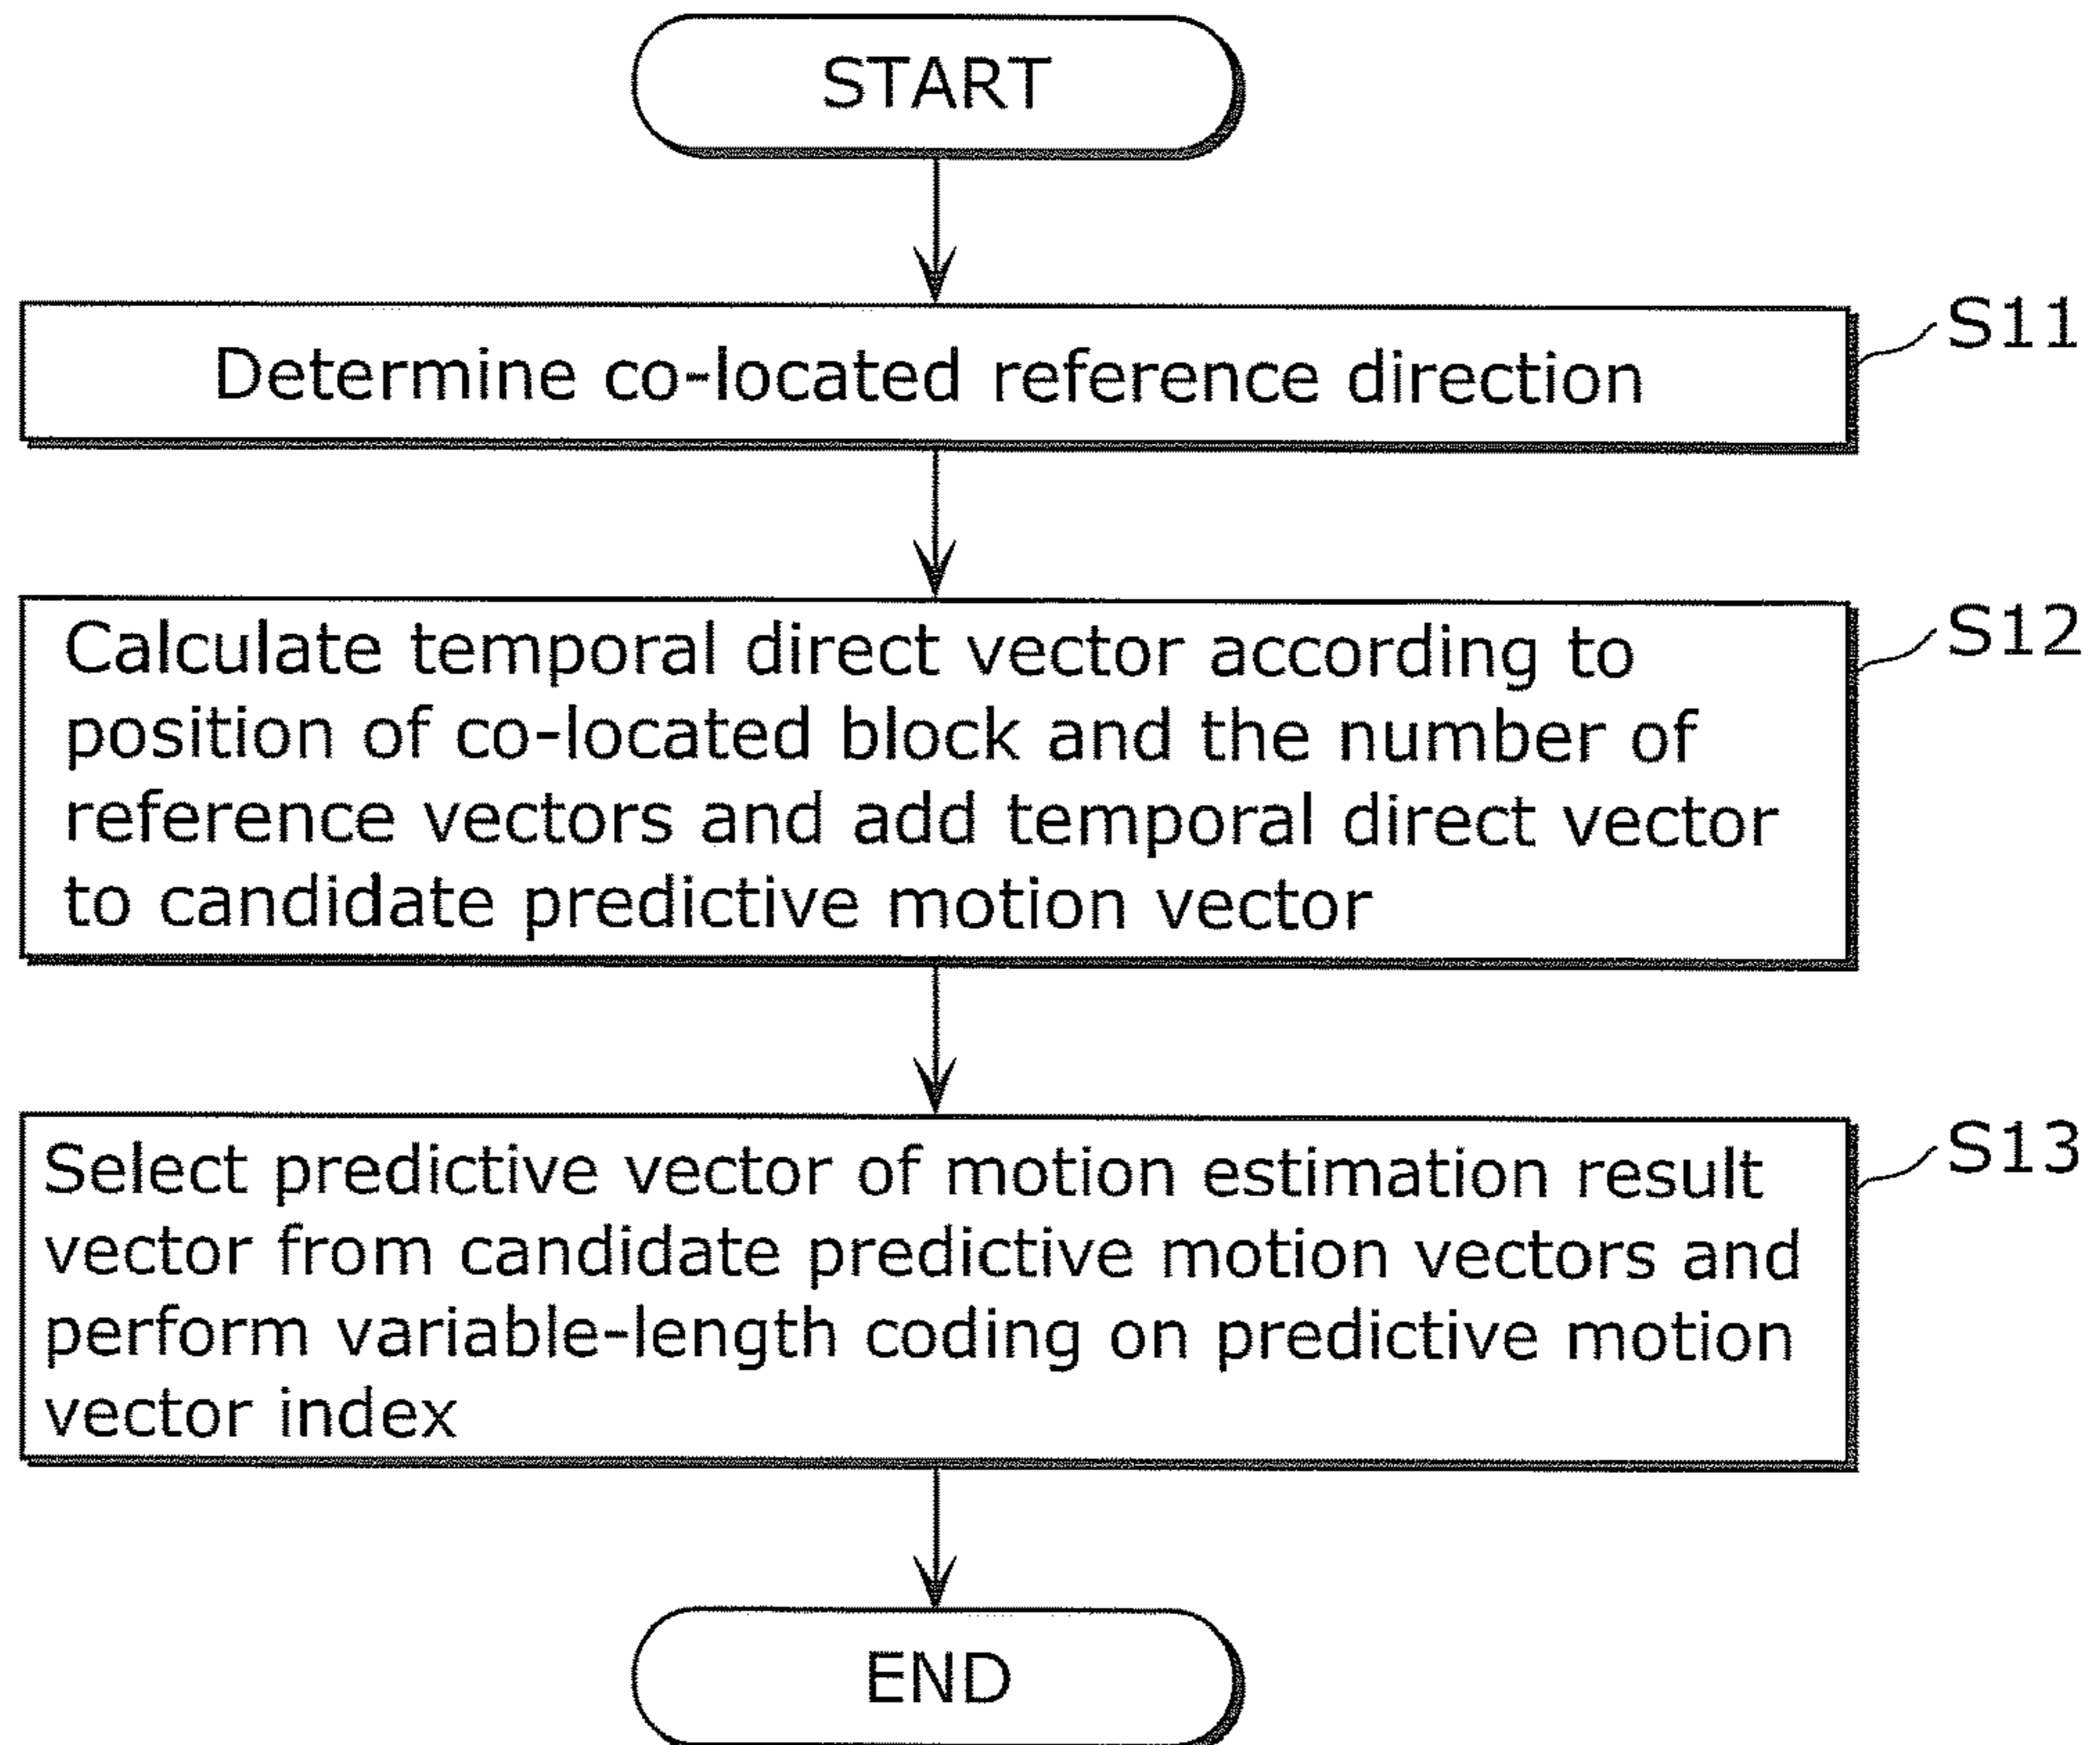 START
Determine co-located reference direction
S11
Calculate temporal direct vector according to
position of co-located block and the number of
reference vectors and add temporal direct vector
to candidate predictive motion vector
S12
Select predictive vector of motion estimation result
vector from candidate predictive motion vectors and
perform variable-length coding on predictive motion
vector index
S13
END